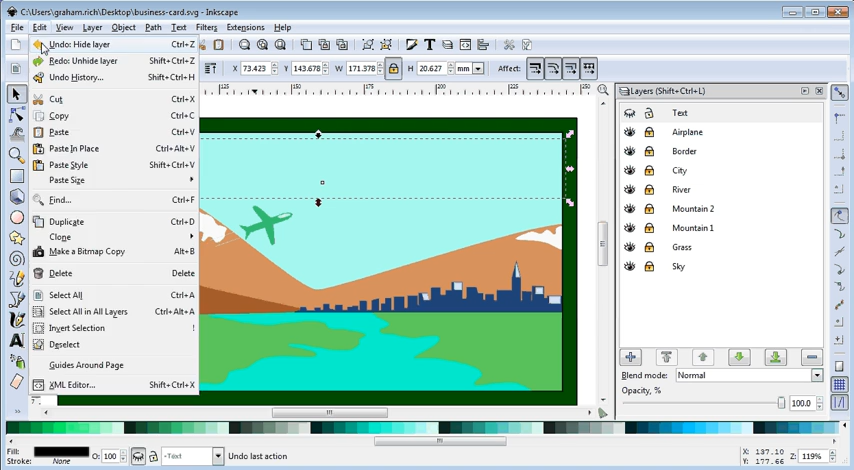 C:\Users\graham.rich\Desktop\business-card.svg - Inkscape
File Edit View Layer Object Path Text Filters Extensions Help
X 73.423 Y 143.678 W 171.378 H 20.627 mm Affect:
Undo: Hide layer Ctrl+Z
Redo: Unhide layer Shift+Ctrl+Z
Undo History... Shift+Ctrl+H
Cut Ctrl+X
Copy Ctrl+C
Paste Ctrl+V
Paste In Place Ctrl+Alt+V
Paste Style Shift+Ctrl+V
Paste Size
Find... Ctrl+F
Duplicate Ctrl+D
Clone
Make a Bitmap Copy Alt+B
Delete Delete
Select All Ctrl+A
Select All in All Layers Ctrl+Alt+A
Invert Selection !
Deselect
Guides Around Page
XML Editor... Shift+Ctrl+X
125 150 175 200 225 250
Layers (Shift+Ctrl+L)
Text
Airplane
Border
City
River
Mountain 2
Mountain 1
Grass
Sky
Blend mode: Normal
Opacity, % 100.0
Fill:
Stroke: None
O: 100
-Text
Undo last action
X: 137.10
Y: 177.66
Z: 119%